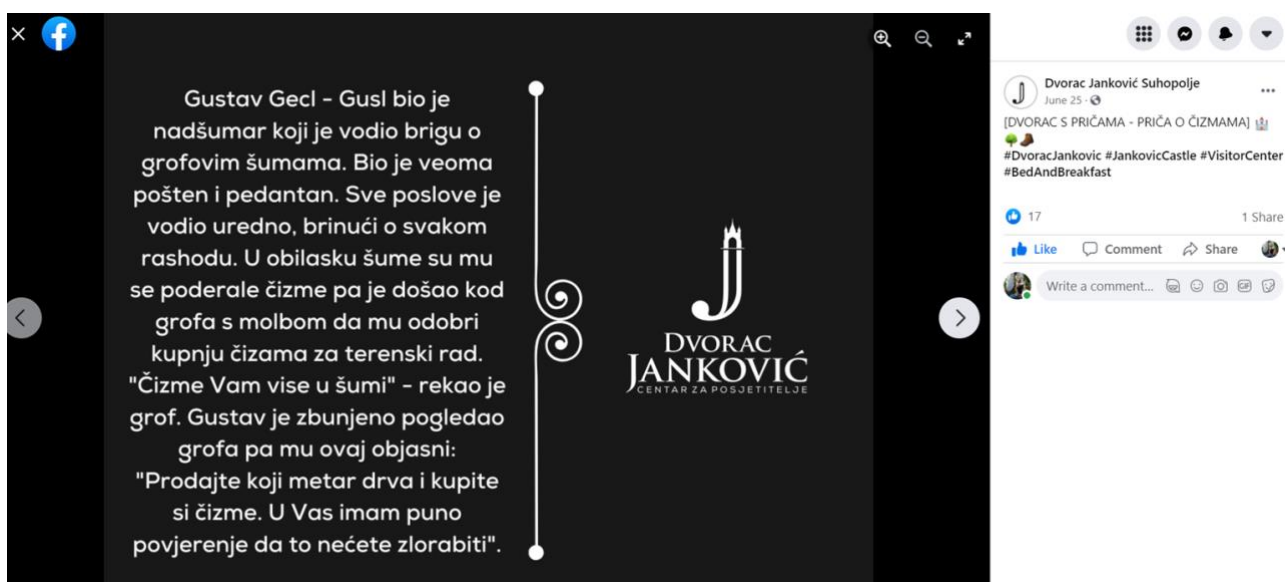 Gustav Gecl - Gusl bio je
nadšumar koji je vodio brigu o
grofovim šumama. Bio je veoma
pošten i pedantan. Sve poslove je
vodio uredno, brinući o svakom
rashodu. U obilasku šume su mu
se poderale čizme pa je došao kod
grofa s molbom da mu odobri
kupnju čizama za terenski rad.
"Čizme Vam vise u šumi" - rekao je
grof. Gustav je zbunjeno pogledao
grofa pa mu ovaj objasni:
"Prodajte koji metar drva i kupite
si čizme. U Vas imam puno
povjerenje da to nećete zlorabiti".
DVORAC
JANKOVIĆ
CENTAR ZA POSJETITELJE
Dvorac Janković Suhopolje
June 25 ·
[DVORAC S PRIČAMA - PRIČA O ČIZMAMA]
#DvoracJankovic #JankovicCastle #VisitorCenter
#BedAndBreakfast
17 1 Share
Like Comment Share
Write a comment...
GIF